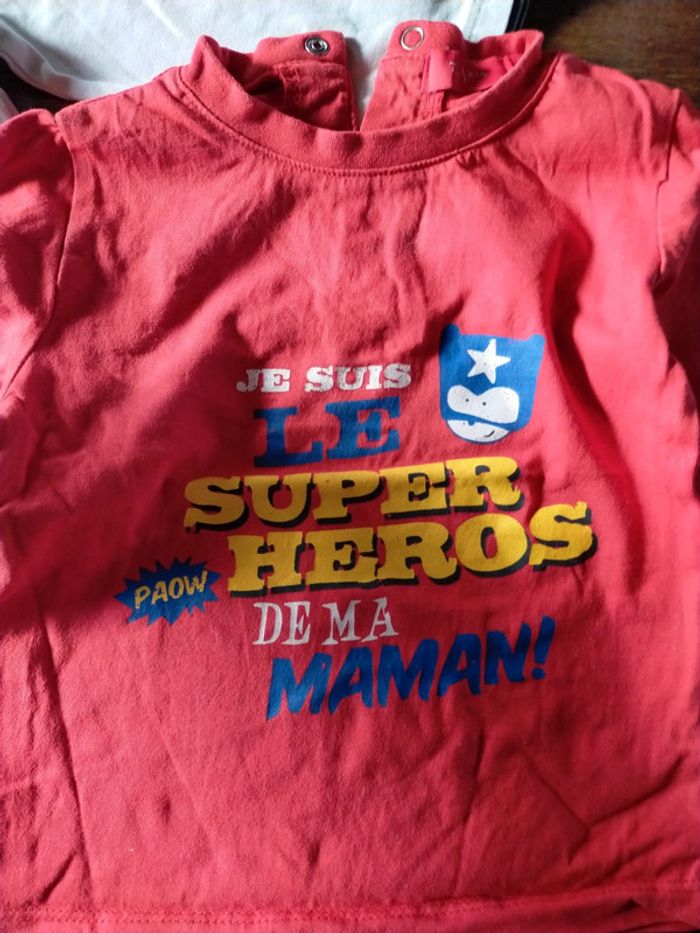 JE SUIS
LE
SUPER
HEROS
PAOW
DE MA
MAMAN!